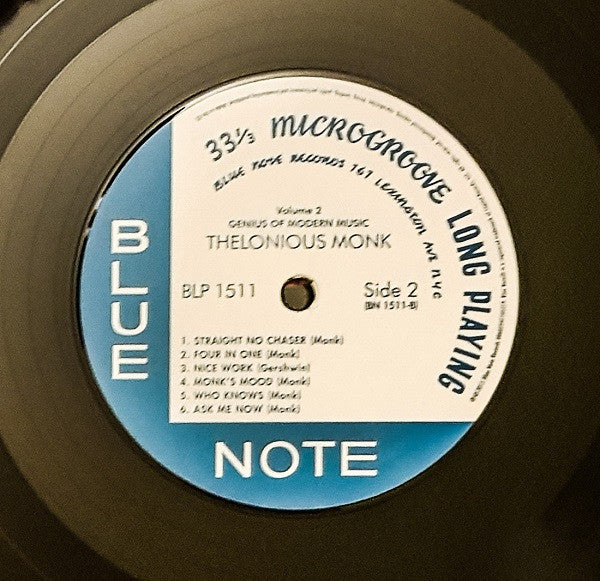 33⅓ MICROGROOVE LONG PLAYING
BLUE NOTE RECORDS 767 LEXINGTON AVE NYC
Volume 2
GENIUS OF MODERN MUSIC
THELONIOUS MONK
BLP 1511
Side 2
(BN 1511-B)
1. STRAIGHT NO CHASER (Monk)
2. FOUR IN ONE (Monk)
3. NICE WORK (Gershwin)
4. MONK'S MOOD (Monk)
5. WHO KNOWS (Monk)
6. ASK ME NOW (Monk)
BLUE
NOTE